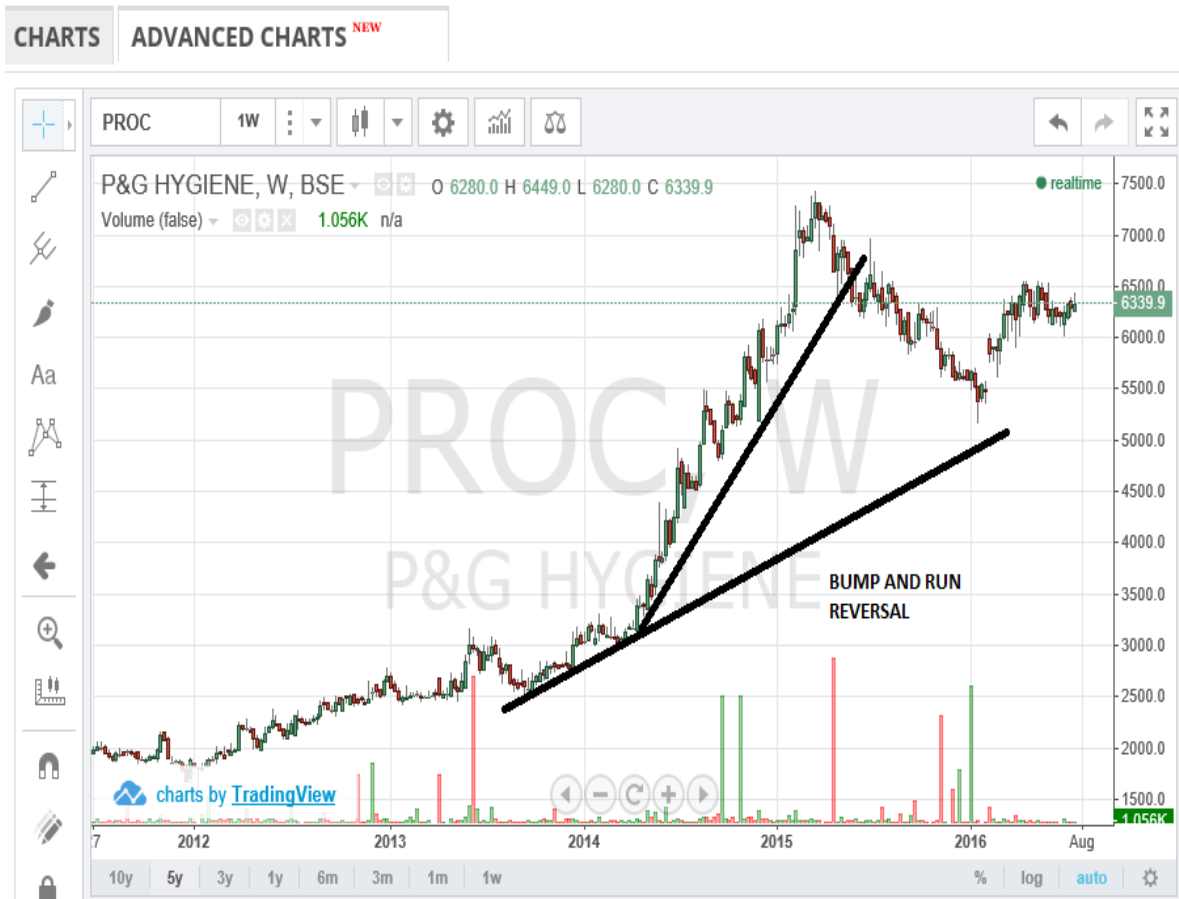 CHARTS
ADVANCED CHARTS NEW
PROC
1W
P&G HYGIENE, W, BSE
O 6280.0 H 6449.0 L 6280.0 C 6339.9
realtime
Volume (false)
1.056K n/a
7500.0
7000.0
6500.0
6339.9
6000.0
5500.0
5000.0
4500.0
4000.0
3500.0
3000.0
2500.0
2000.0
1500.0
1.056K
Aa
PROC, W
P&G HYGIENE
BUMP AND RUN
REVERSAL
charts by TradingView
7 2012 2013 2014 2015 2016 Aug
10y 5y 3y 1y 6m 3m 1m 1w % log auto